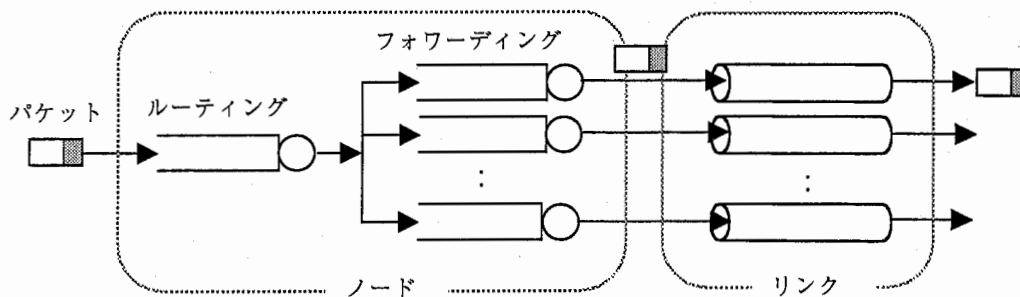 フォワーディング
パケット
ルーティング
ノード
リンク